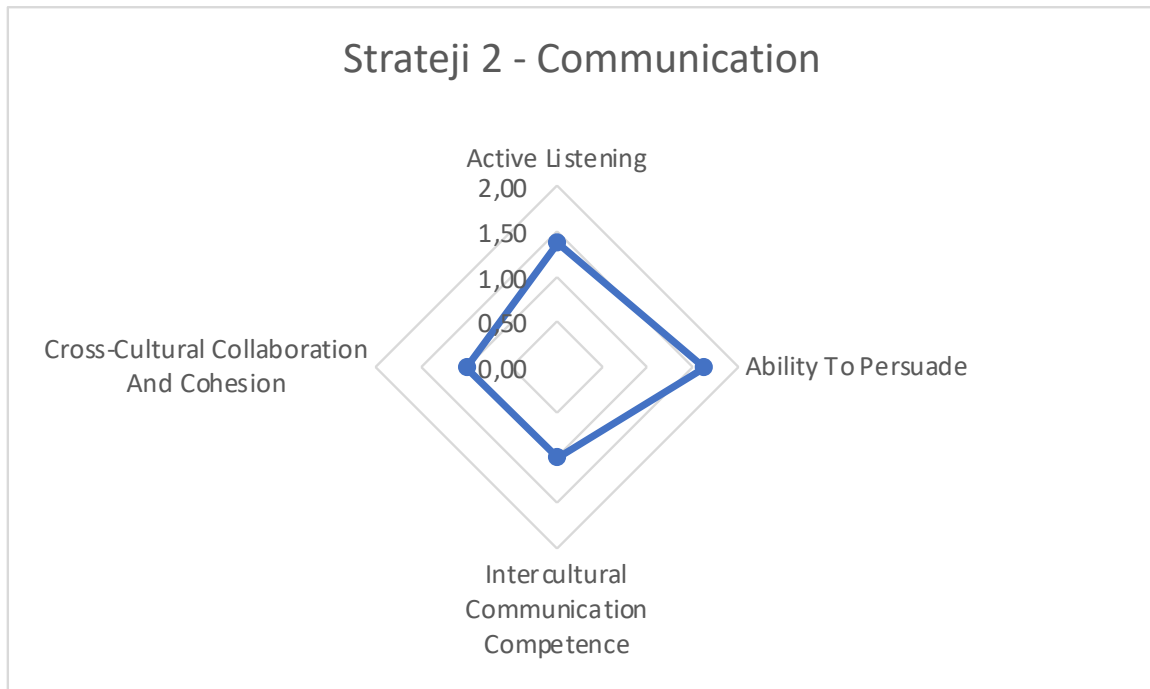 Strateji 2 - Communication
Active Listening
2,00
1,50
1,00
0,50
0,00
Ability To Persuade
Cross-Cultural Collaboration
And Cohesion
Intercultural
Communication
Competence